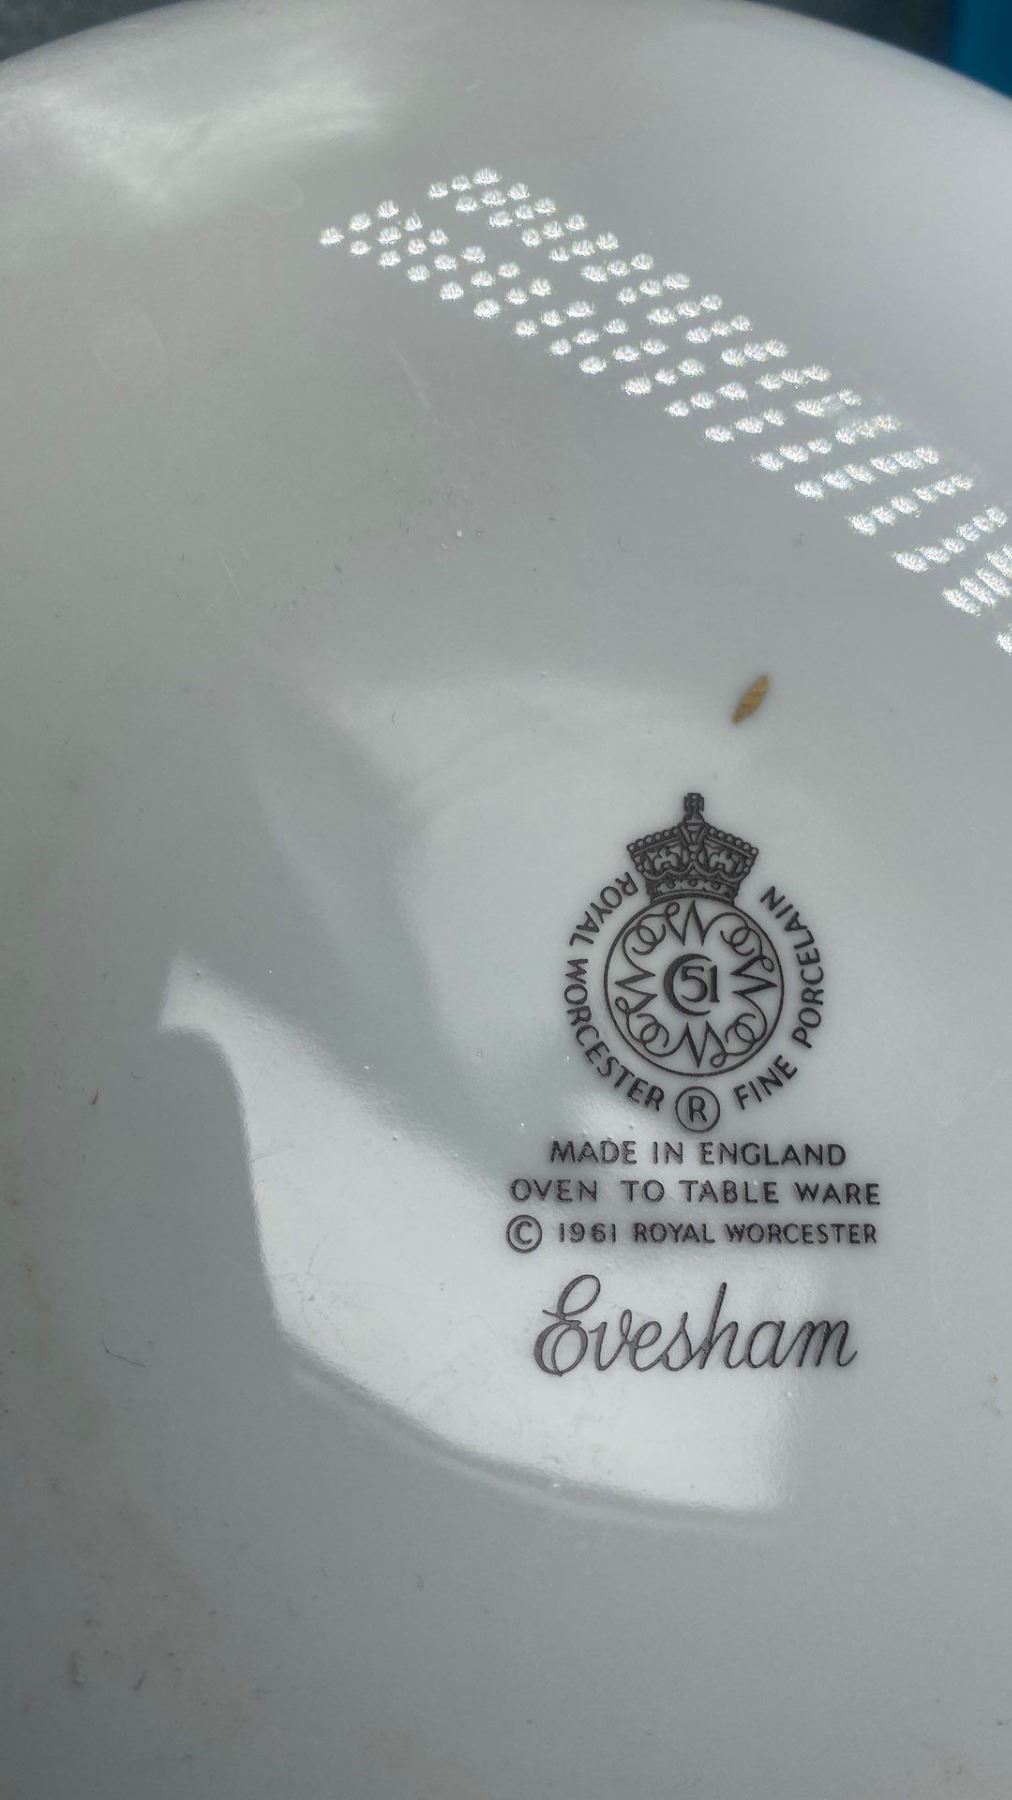 ROYAL WORCESTER ® FINE PORCELAIN
51
MADE IN ENGLAND
OVEN TO TABLE WARE
© 1961 ROYAL WORCESTER
Evesham